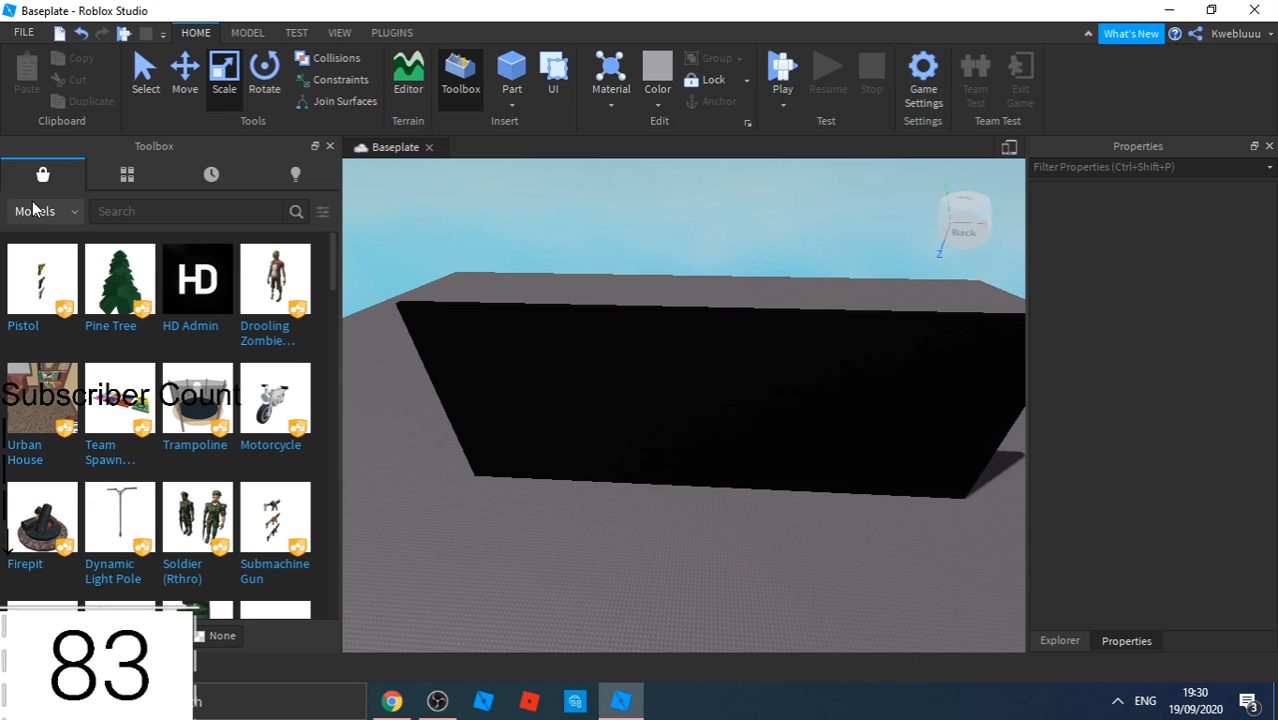 Baseplate - Roblox Studio
FILE HOME MODEL TEST VIEW PLUGINS What's New Kwebluuu
Paste Copy Cut Duplicate Clipboard
Select Move Scale Rotate Collisions Constraints Join Surfaces Tools
Editor Terrain
Toolbox Part UI Insert
Material Color Group Lock Anchor Edit
Play Resume Stop Test
Game Settings Settings
Team Test Exit Game Team Test
Toolbox
Baseplate
Properties
Filter Properties (Ctrl+Shift+P)
Models Search
Back
Z
HD
Pistol Pine Tree HD Admin Drooling Zombie...
Subscriber Count
Urban House Team Spawn... Trampoline Motorcycle
Firepit Dynamic Light Pole Soldier (Rthro) Submachine Gun
None
83
Explorer Properties
ENG
19:30
19/09/2020
3